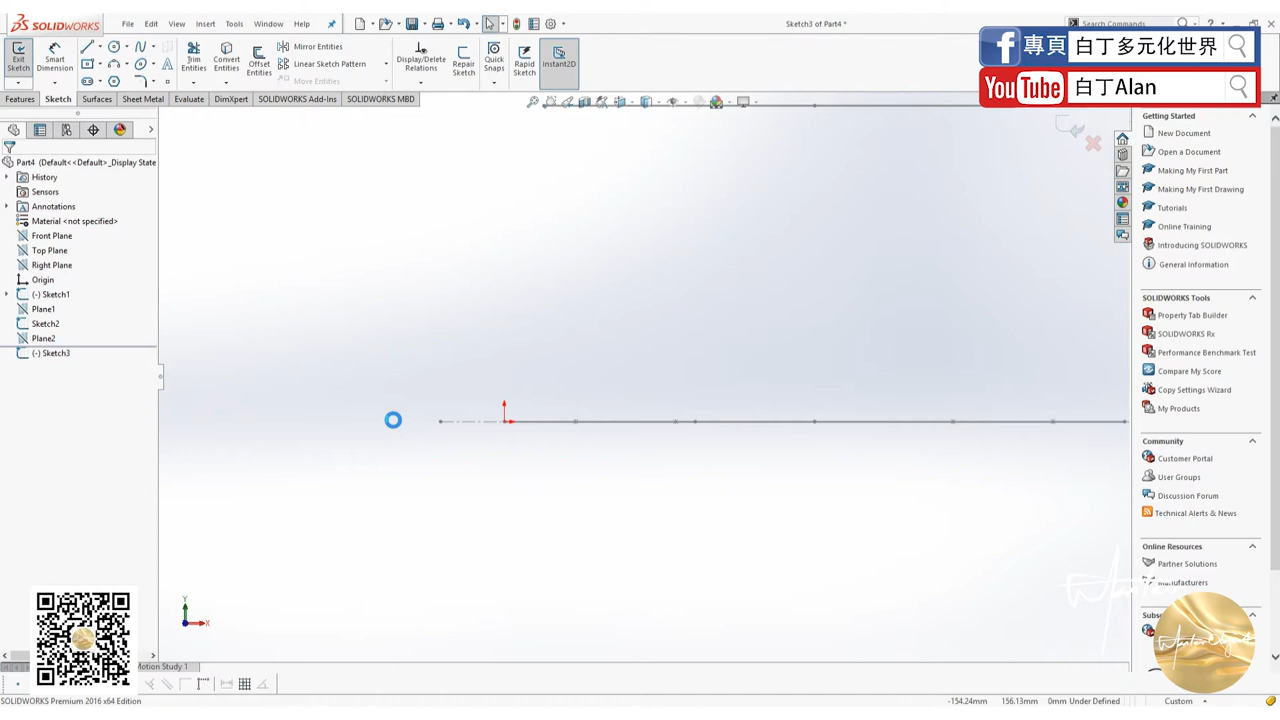 SOLIDWORKS
File
Edit
View
Insert
Tools
Window
Help
Sketch3 of Part4 *
Search Commands
專頁
白丁多元化世界
YouTube
白丁Alan
Exit Sketch
Smart Dimension
Trim Entities
Convert Entities
Offset Entities
Mirror Entities
Linear Sketch Pattern
Move Entities
Display/Delete Relations
Repair Sketch
Quick Snaps
Rapid Sketch
Instant2D
Features
Sketch
Surfaces
Sheet Metal
Evaluate
DimXpert
SOLIDWORKS Add-Ins
SOLIDWORKS MBD
Part4 (Default<<Default>_Display State
History
Sensors
Annotations
Material <not specified>
Front Plane
Top Plane
Right Plane
Origin
(-) Sketch1
Plane1
Sketch2
Plane2
(-) Sketch3
Getting Started
New Document
Open a Document
Making My First Part
Making My First Drawing
Tutorials
Online Training
Introducing SOLIDWORKS
General Information
SOLIDWORKS Tools
Property Tab Builder
SOLIDWORKS Rx
Performance Benchmark Test
Compare My Score
Copy Settings Wizard
My Products
Community
Customer Portal
User Groups
Discussion Forum
Technical Alerts & News
Online Resources
Partner Solutions
Manufacturers
Y
X
Motion Study 1
SOLIDWORKS Premium 2016 x64 Edition
-154.24mm
156.13mm
0mm Under Defined
Custom